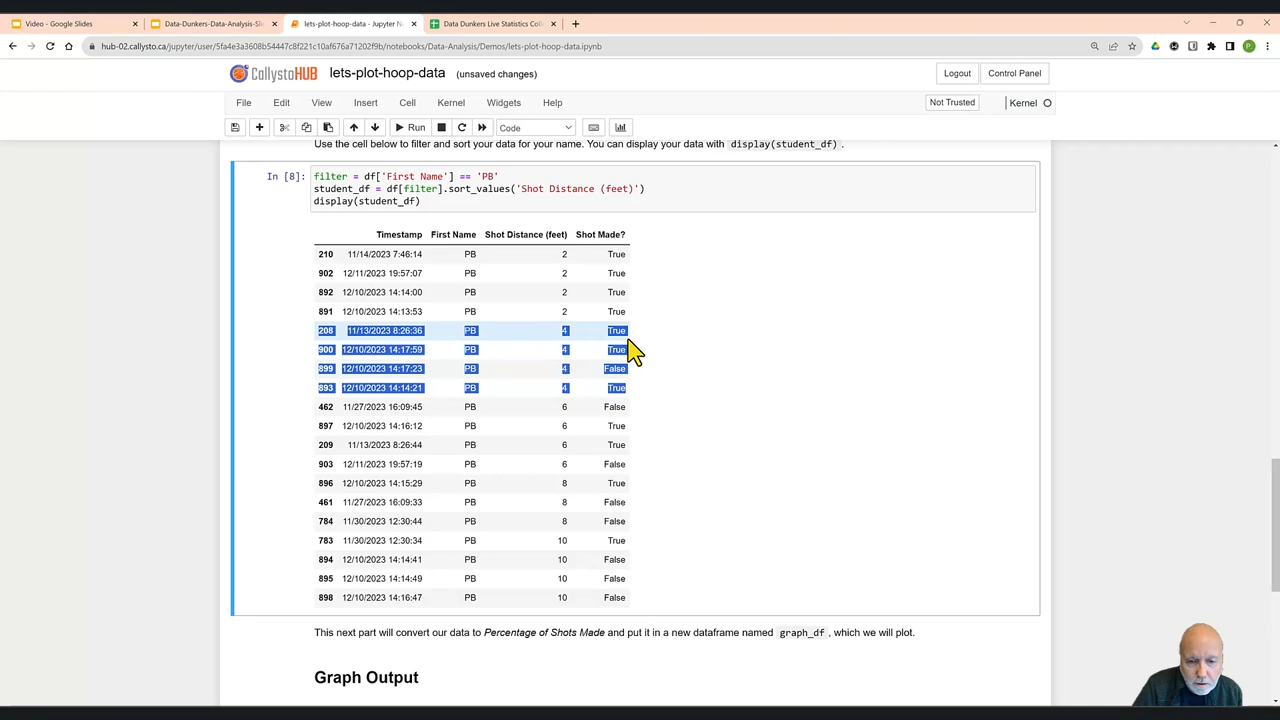 Video - Google Slides
Data-Dunkers-Data-Analysis-Sli
lets-plot-hoop-data - Jupyter N
Data Dunkers Live Statistics Coll
hub-02.callysto.ca/jupyter/user/5fa4e3a3608b54447c8f221c10af676a71202f9b/notebooks/Data-Analysis/Demos/lets-plot-hoop-data.ipynb
CallystoHUB lets-plot-hoop-data (unsaved changes) Logout Control Panel
File Edit View Insert Cell Kernel Widgets Help Not Trusted Kernel
Run Code
Use the cell below to filter and sort your data for your name. You can display your data with display(student_df) .
In [8]: filter = df['First Name'] == 'PB'
student_df = df[filter].sort_values('Shot Distance (feet)')
display(student_df)
Timestamp First Name Shot Distance (feet) Shot Made?
210 11/14/2023 7:46:14 PB 2 True
902 12/11/2023 19:57:07 PB 2 True
892 12/10/2023 14:14:00 PB 2 True
891 12/10/2023 14:13:53 PB 2 True
208 11/13/2023 8:26:36 PB 4 True
900 12/10/2023 14:17:59 PB 4 True
899 12/10/2023 14:17:23 PB 4 False
893 12/10/2023 14:14:21 PB 4 True
462 11/27/2023 16:09:45 PB 6 False
897 12/10/2023 14:16:12 PB 6 True
209 11/13/2023 8:26:44 PB 6 True
903 12/11/2023 19:57:19 PB 6 False
896 12/10/2023 14:15:29 PB 8 True
461 11/27/2023 16:09:33 PB 8 False
784 11/30/2023 12:30:44 PB 8 False
783 11/30/2023 12:30:34 PB 10 True
894 12/10/2023 14:14:41 PB 10 False
895 12/10/2023 14:14:49 PB 10 False
898 12/10/2023 14:16:47 PB 10 False
This next part will convert our data to Percentage of Shots Made and put it in a new dataframe named graph_df , which we will plot.
Graph Output